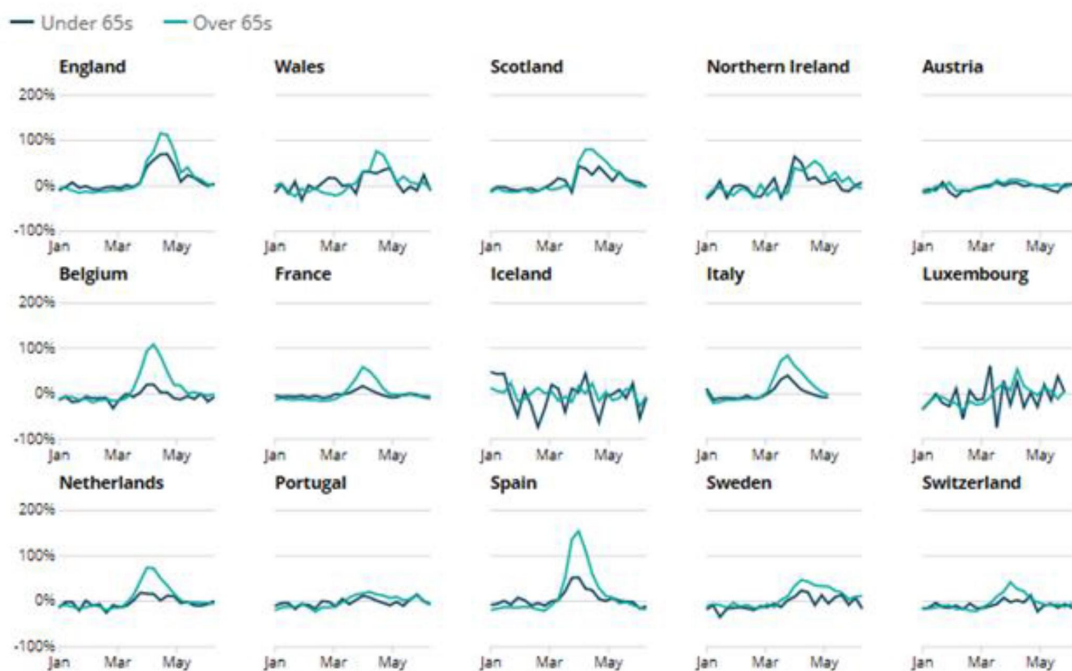 Under 65s Over 65s
England Wales Scotland Northern Ireland Austria
200%
100%
0%
-100%
Jan Mar May Jan Mar May Jan Mar May Jan Mar May Jan Mar May
Belgium France Iceland Italy Luxembourg
200%
100%
0%
-100%
Jan Mar May Jan Mar May Jan Mar May Jan Mar May Jan Mar May
Netherlands Portugal Spain Sweden Switzerland
200%
100%
0%
-100%
Jan Mar May Jan Mar May Jan Mar May Jan Mar May Jan Mar May